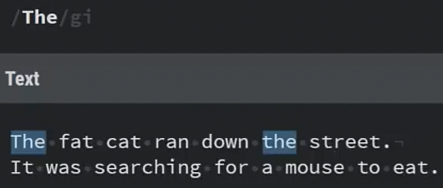 /The/gi
Text
The fat cat ran down the street.
It was searching for a mouse to eat.